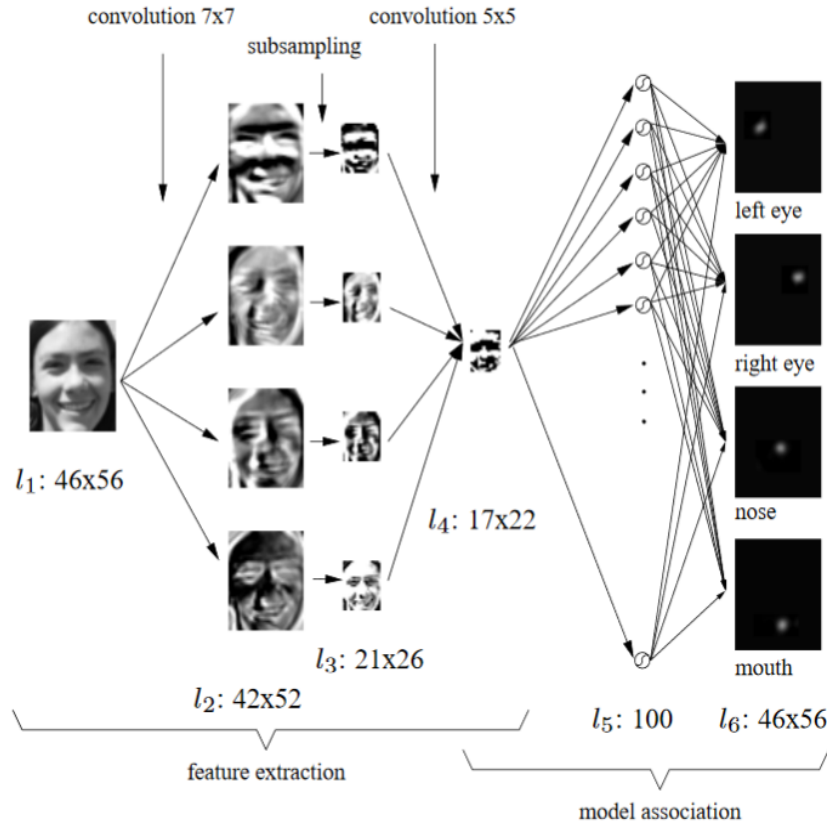 convolution 7x7
subsampling
convolution 5x5
left eye
right eye
nose
mouth
l₁: 46x56
l₂: 42x52
l₃: 21x26
l₄: 17x22
l₅: 100
l₆: 46x56
feature extraction
model association